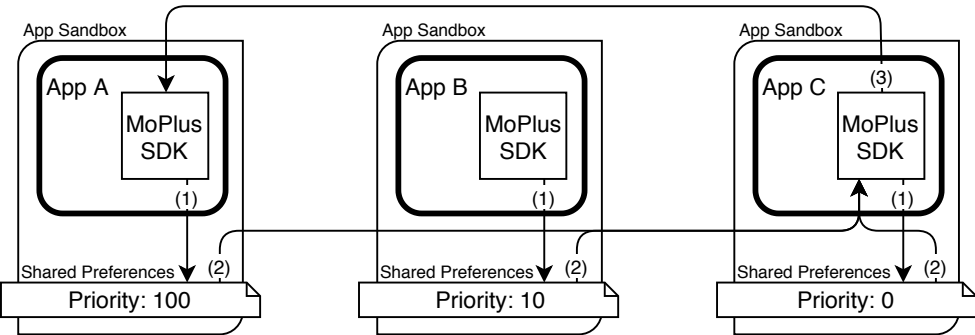 App Sandbox
App A
MoPlus
SDK
(1)
Shared Preferences
(2)
Priority: 100
App Sandbox
App B
MoPlus
SDK
(1)
Shared Preferences
(2)
Priority: 10
App Sandbox
(3)
App C
MoPlus
SDK
(1)
Shared Preferences
(2)
Priority: 0